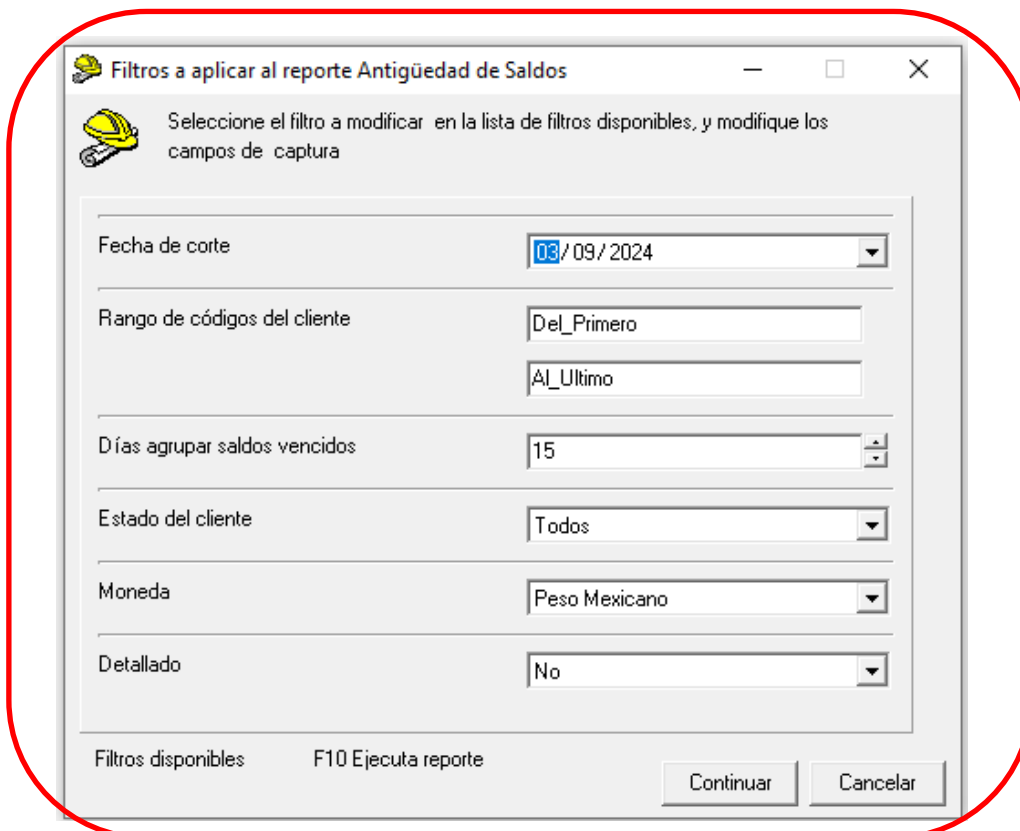 Filtros a aplicar al reporte Antigüedad de Saldos
Seleccione el filtro a modificar en la lista de filtros disponibles, y modifique los
campos de captura
Fecha de corte
03/09/2024
Rango de códigos del cliente
Del_Primero
Al_Ultimo
Días agrupar saldos vencidos
15
Estado del cliente
Todos
Moneda
Peso Mexicano
Detallado
No
Filtros disponibles
F10 Ejecuta reporte
Continuar
Cancelar